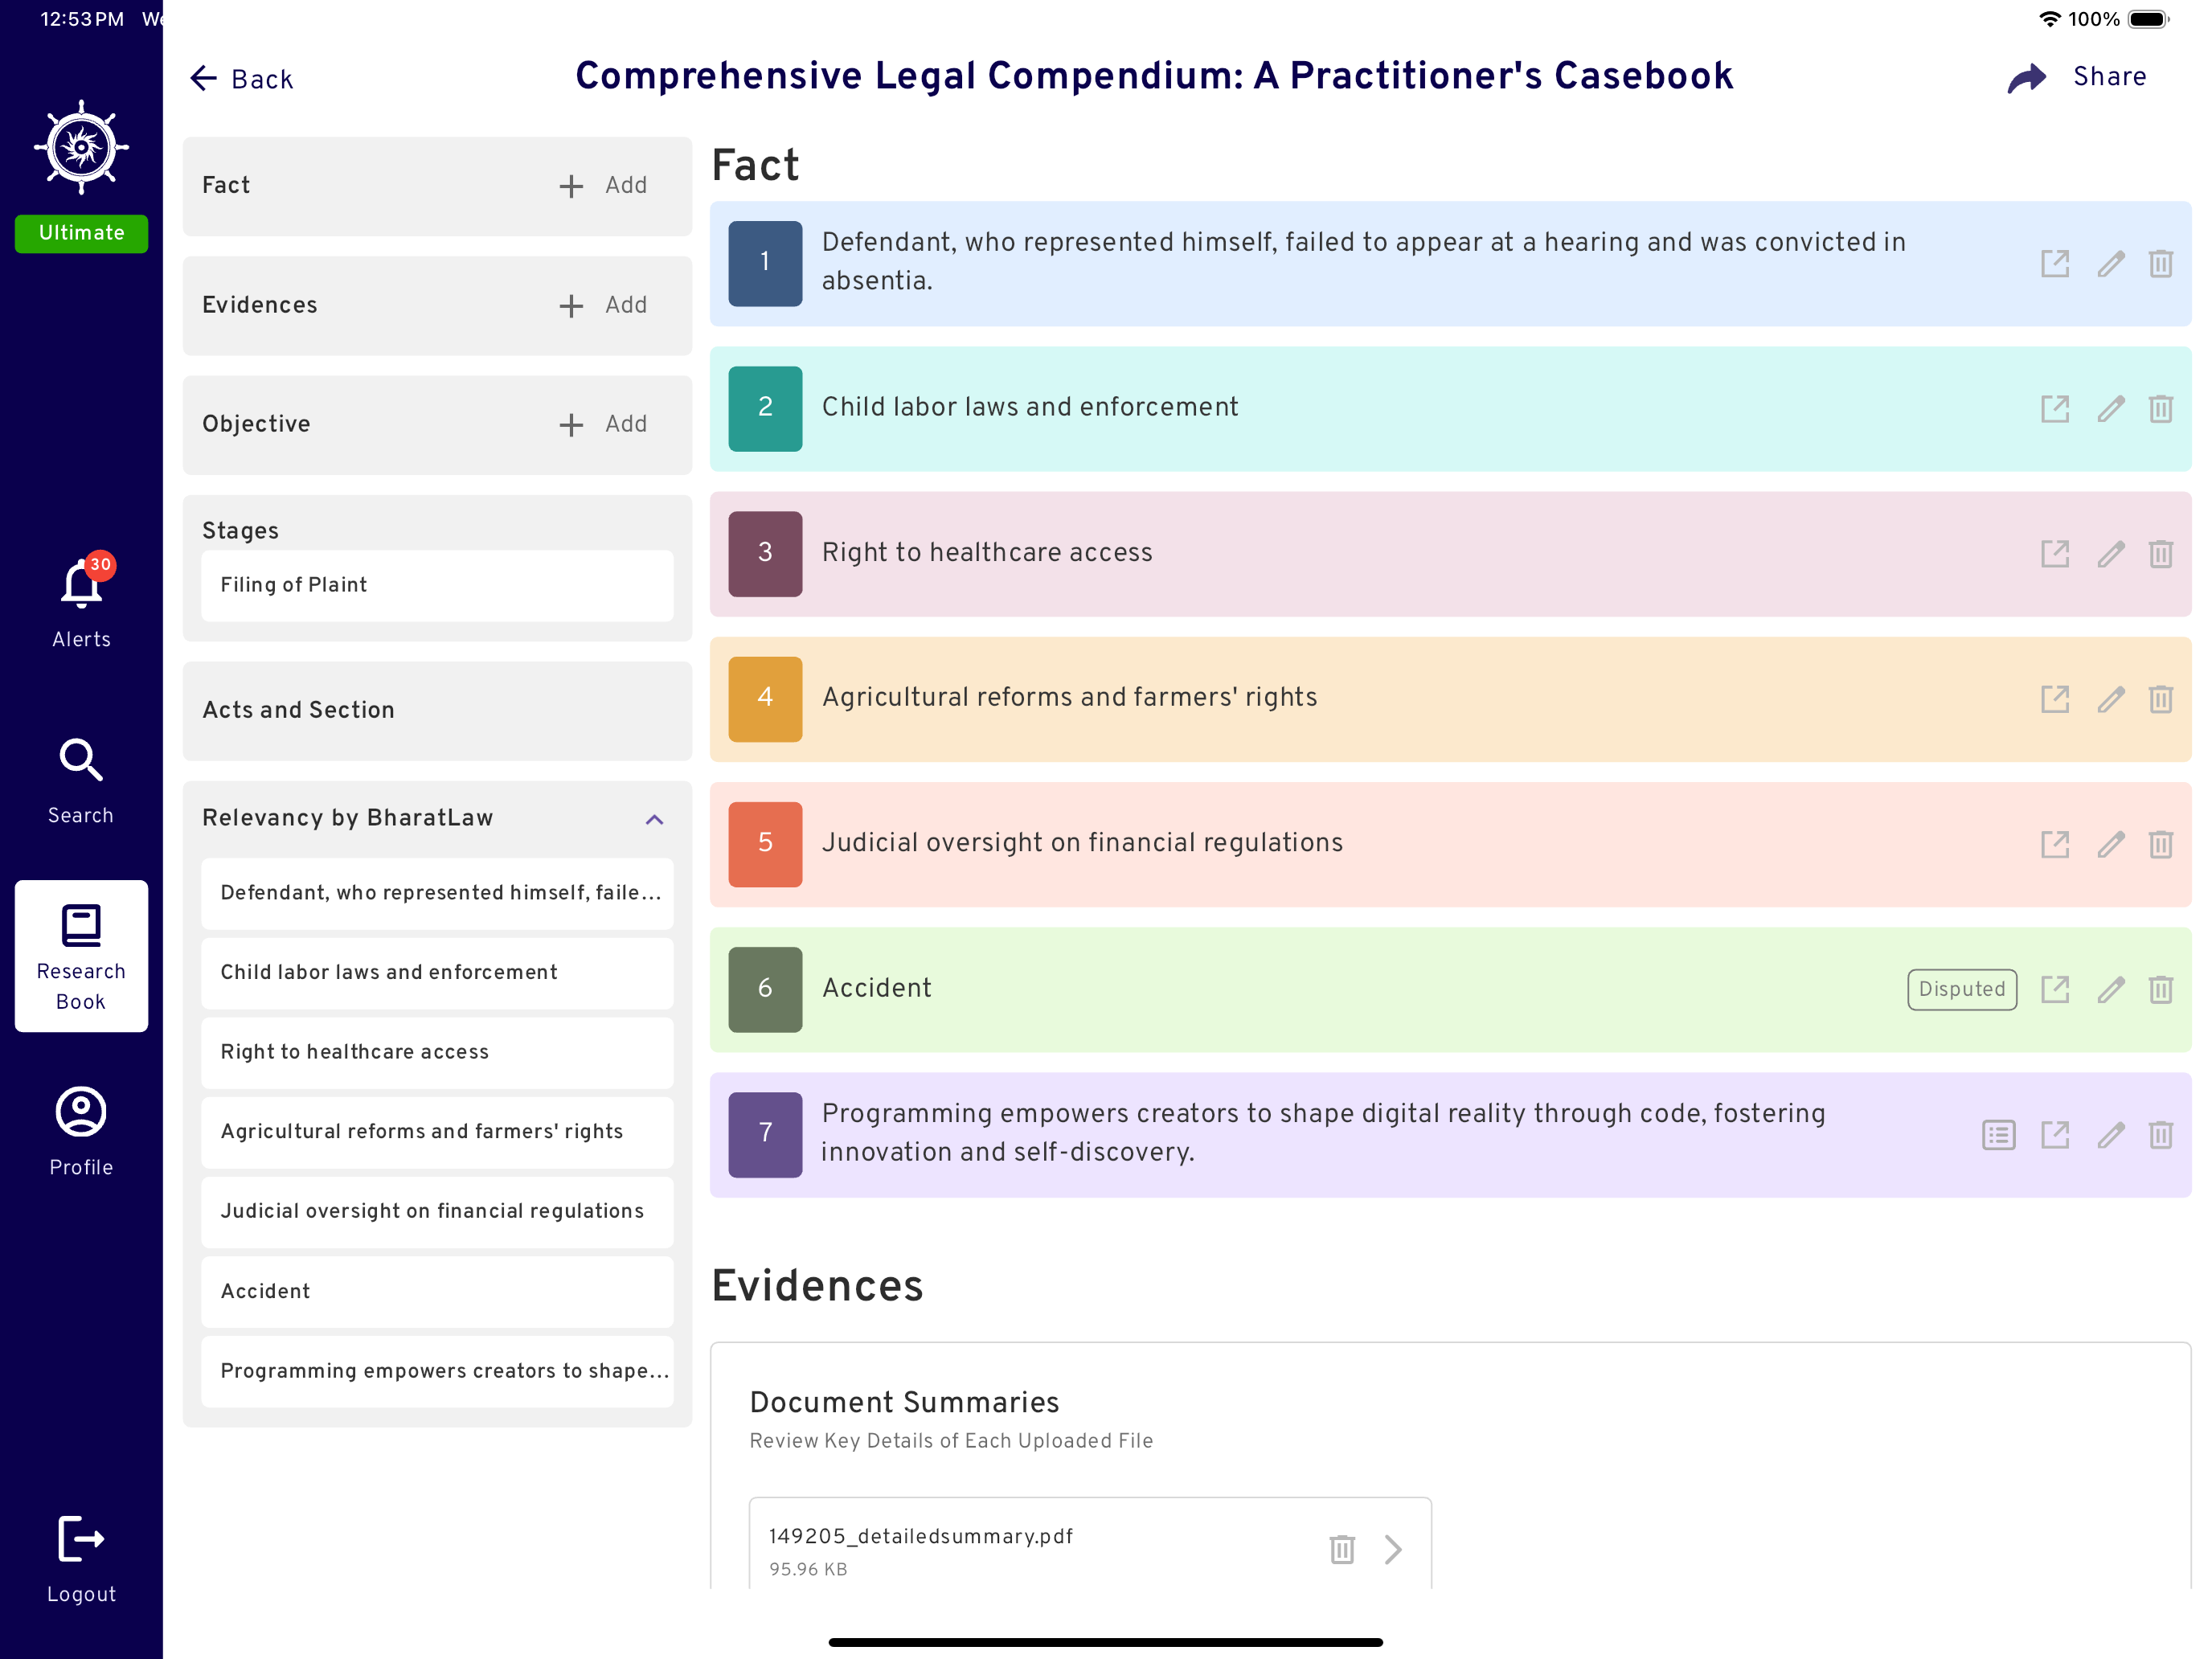 12:53 PM
100%
Back
Comprehensive Legal Compendium: A Practitioner's Casebook
Share
Ultimate
30
Alerts
Search
Research
Book
Profile
Logout
Fact
Add
Evidences
Add
Objective
Add
Stages
Filing of Plaint
Acts and Section
Relevancy by BharatLaw
Defendant, who represented himself, faile...
Child labor laws and enforcement
Right to healthcare access
Agricultural reforms and farmers' rights
Judicial oversight on financial regulations
Accident
Programming empowers creators to shape...
Fact
1
Defendant, who represented himself, failed to appear at a hearing and was convicted in
absentia.
2
Child labor laws and enforcement
3
Right to healthcare access
4
Agricultural reforms and farmers' rights
5
Judicial oversight on financial regulations
6
Accident
Disputed
7
Programming empowers creators to shape digital reality through code, fostering
innovation and self-discovery.
Evidences
Document Summaries
Review Key Details of Each Uploaded File
149205_detailedsummary.pdf
95.96 KB